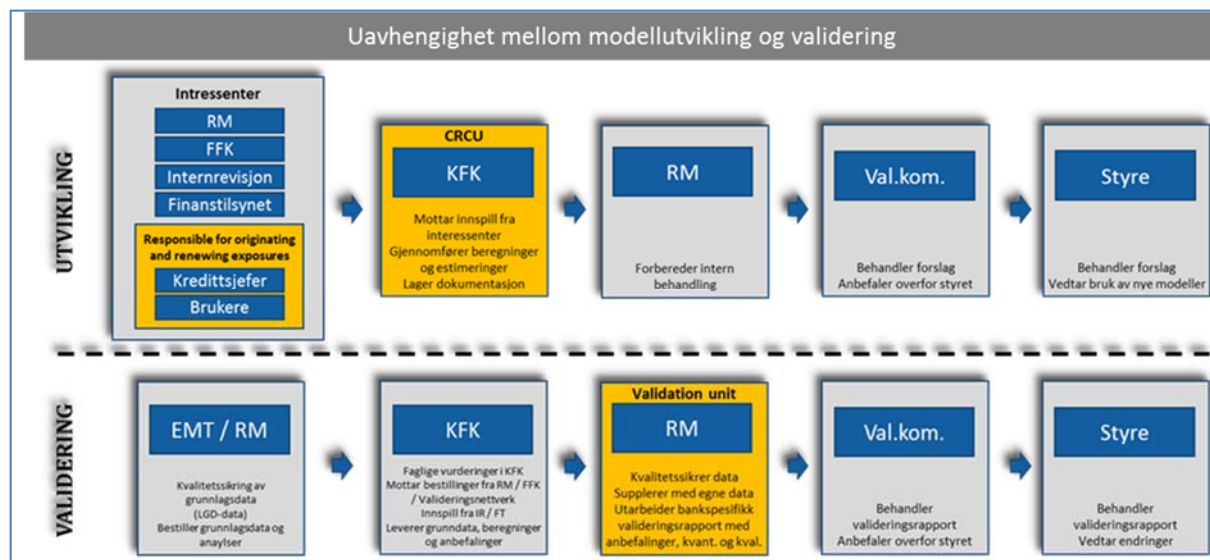 Uavhengighet mellom modellutvikling og validering
UTVIKLING
Intressenter
RM
FFK
Internrevisjon
Finanstilsynet
Responsible for originating
and renewing exposures
Kredittsjefer
Brukere
CRCU
KFK
Mottar innspill fra
interessenter
Gjennomfører beregninger
og estimeringer
Lager dokumentasjon
RM
Forbereder intern
behandling
Val.kom.
Behandler forslag
Anbefaler overfor styret
Styre
Behandler forslag
Vedtar bruk av nye modeller
VALIDERING
EMT / RM
Kvalitetssikring av
grunnlagsdata
(LGD-data)
Bestiller grunnlagsdata og
anaylser
KFK
Faglige vurderinger i KFK
Mottar bestillinger fra RM / FFK
/ Valideringsnettverk
Innspill fra IR / FT
Leverer grunndata, beregninger
og anbefalinger
Validation unit
RM
Kvalitetssikrer data
Supplerer med egne data
Utarbeider bankspesifikk
valideringsrapport med
anbefalinger, kvant. og kval.
Val.kom.
Behandler
valideringsrapport
Anbefaler overfor styret
Styre
Behandler
valideringsrapport
Vedtar endringer